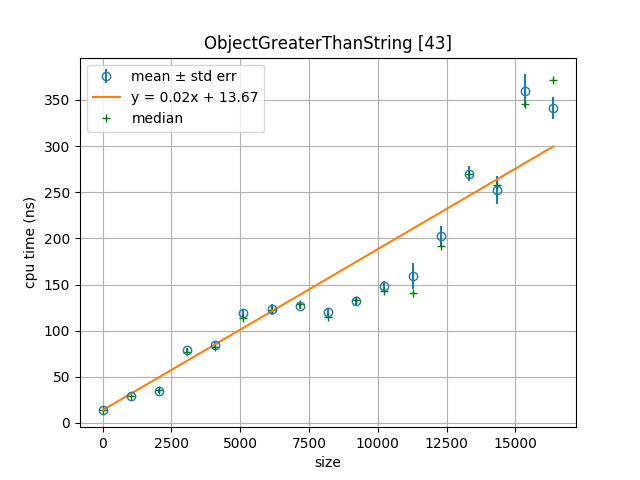 ObjectGreaterThanString [43]
mean ± std err
y = 0.02x + 13.67
median
350
300
250
200
150
100
50
0
cpu time (ns)
0 2500 5000 7500 10000 12500 15000
size